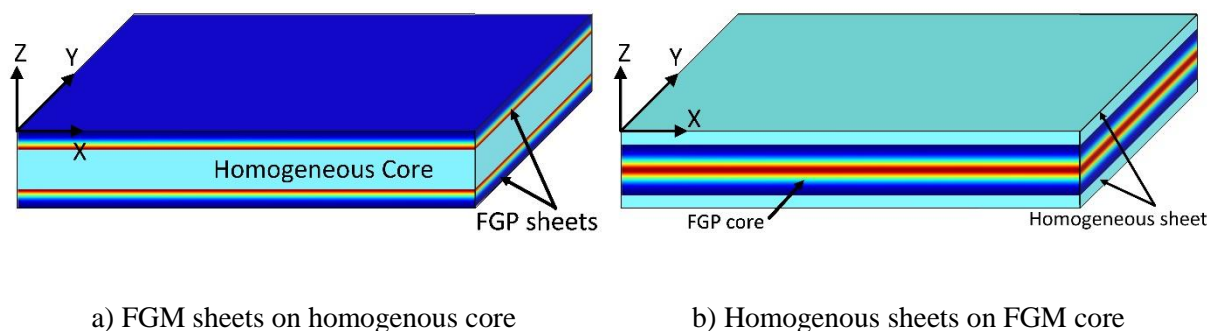 Z
Y
X
Homogeneous Core
FGP sheets
a) FGM sheets on homogenous core
Z
Y
X
FGP core
Homogeneous sheet
b) Homogenous sheets on FGM core